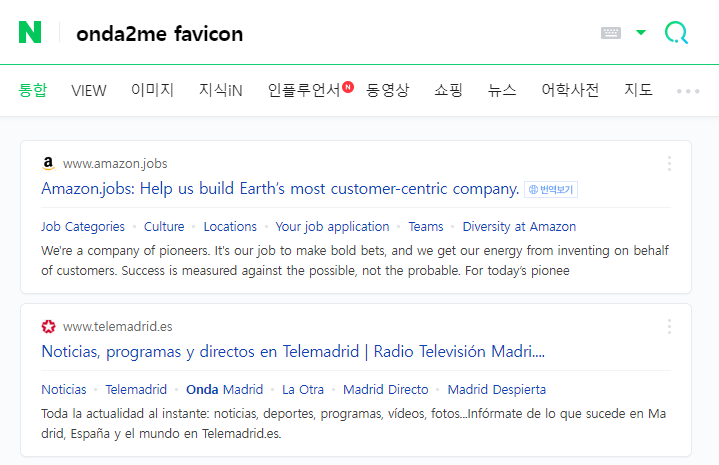 N onda2me favicon
통합 VIEW 이미지 지식iN 인플루언서 N 동영상 쇼핑 뉴스 어학사전 지도
a www.amazon.jobs
Amazon.jobs: Help us build Earth’s most customer-centric company. 번역보기
Job Categories · Culture · Locations · Your job application · Teams · Diversity at Amazon
We're a company of pioneers. It's our job to make bold bets, and we get our energy from inventing on behalf
of customers. Success is measured against the possible, not the probable. For today’s pionee
www.telemadrid.es
Noticias, programas y directos en Telemadrid | Radio Televisión Madri....
Noticias · Telemadrid · Onda Madrid · La Otra · Madrid Directo · Madrid Despierta
Toda la actualidad al instante: noticias, deportes, programas, vídeos, fotos...Infórmate de lo que sucede en Ma
drid, España y el mundo en Telemadrid.es.